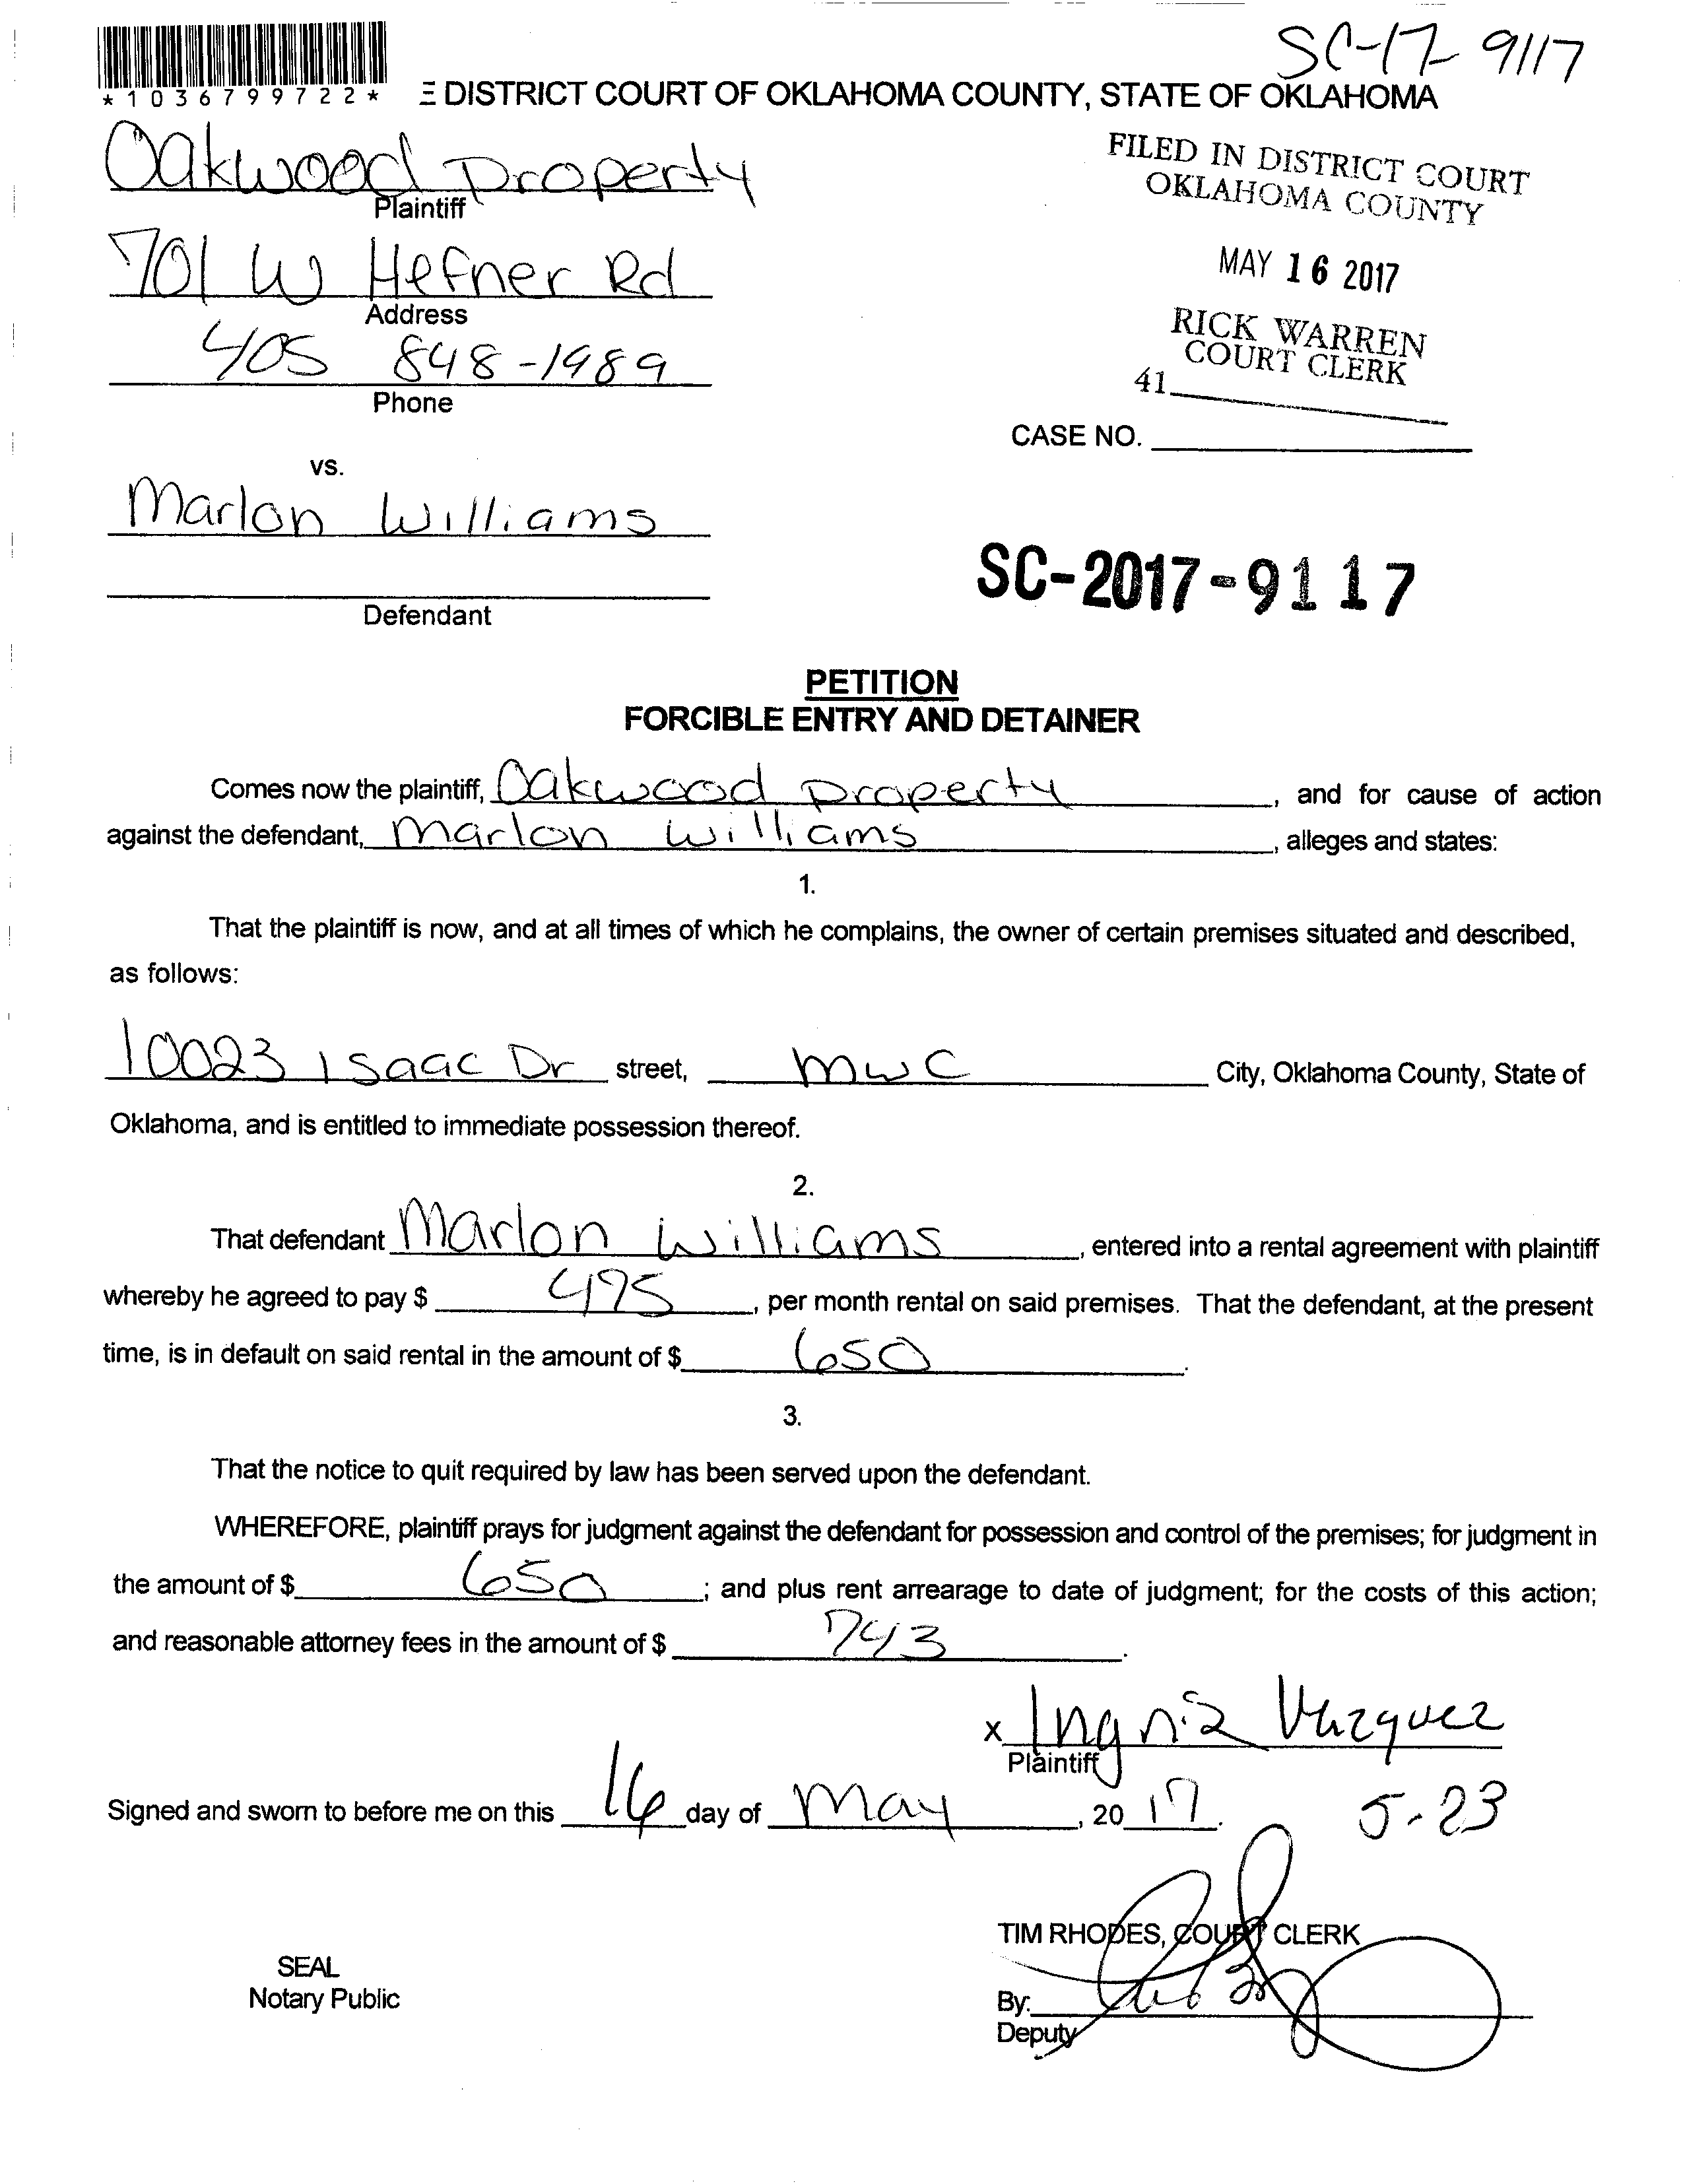 SC-17-9117
*1036799722*
E DISTRICT COURT OF OKLAHOMA COUNTY, STATE OF OKLAHOMA
Oakwood Property
Plaintiff
701 W Hefner Rd
Address
405 848-1989
Phone
FILED IN DISTRICT COURT
OKLAHOMA COUNTY
MAY 16 2017
RICK WARREN
COURT CLERK
41
CASE NO.
vs.
Marlon Williams
Defendant
SC-2017-9117
PETITION
FORCIBLE ENTRY AND DETAINER
Comes now the plaintiff, Oakwood Property, and for cause of action
against the defendant, Marlon Williams, alleges and states:
1.
That the plaintiff is now, and at all times of which he complains, the owner of certain premises situated and described,
as follows:
10023 Isaac Dr street, MWC City, Oklahoma County, State of
Oklahoma, and is entitled to immediate possession thereof.
2.
That defendant Marlon Williams, entered into a rental agreement with plaintiff
whereby he agreed to pay $ 495, per month rental on said premises. That the defendant, at the present
time, is in default on said rental in the amount of $ 650.
3.
That the notice to quit required by law has been served upon the defendant.
WHEREFORE, plaintiff prays for judgment against the defendant for possession and control of the premises; for judgment in
the amount of $ 650; and plus rent arrearage to date of judgment; for the costs of this action;
and reasonable attorney fees in the amount of $ 743.
x Ingrid Vazquez
Plaintiff
Signed and sworn to before me on this 16 day of May, 20 17.
5-23
TIM RHODES, COURT CLERK
SEAL
Notary Public
By:
Deputy